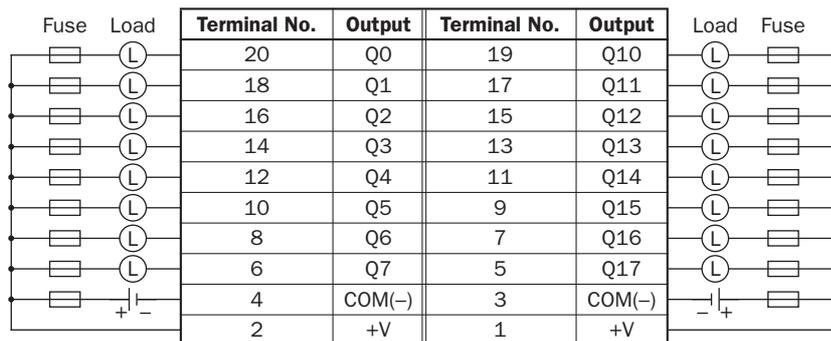 Fuse Load Terminal No. Output Terminal No. Output Load Fuse
L 20 Q0 19 Q10 L
L 18 Q1 17 Q11 L
L 16 Q2 15 Q12 L
L 14 Q3 13 Q13 L
L 12 Q4 11 Q14 L
L 10 Q5 9 Q15 L
L 8 Q6 7 Q16 L
L 6 Q7 5 Q17 L
+ − 4 COM(−) 3 COM(−) − +
2 +V 1 +V